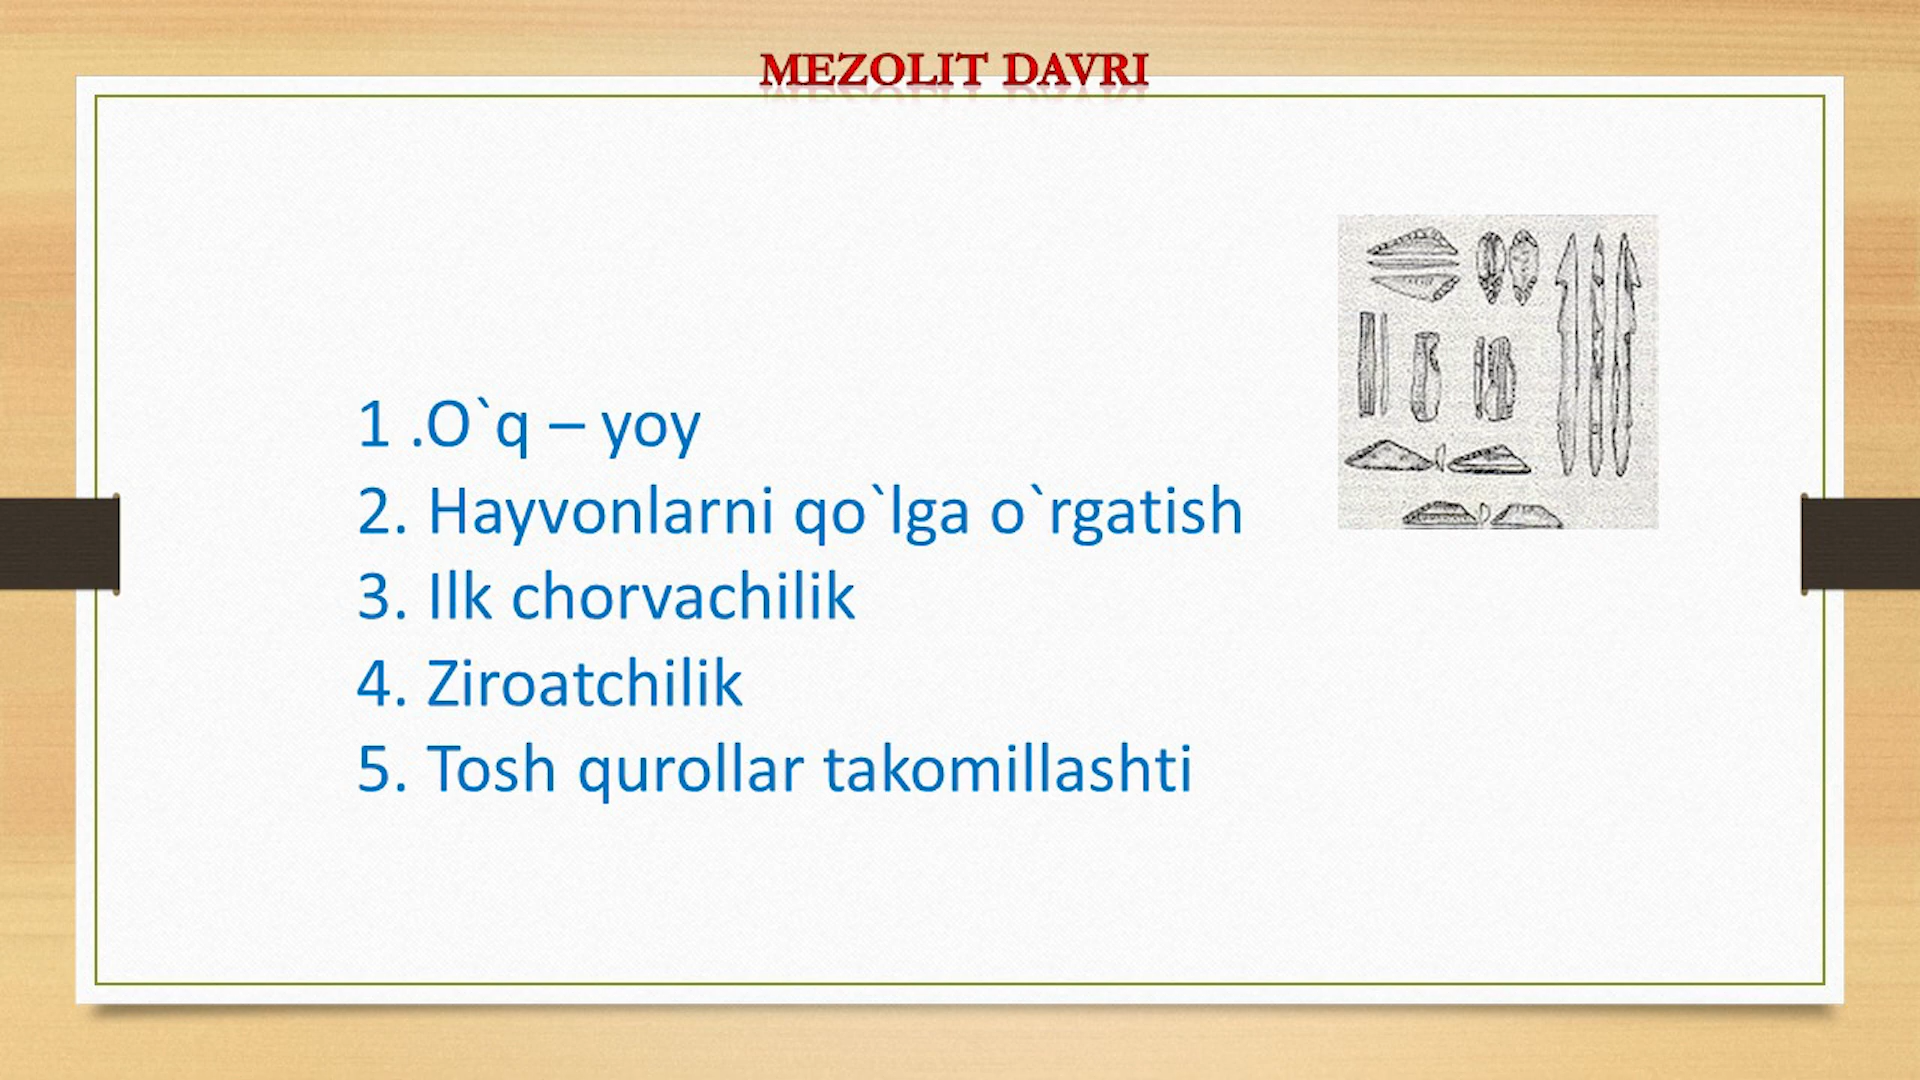 MEZOLIT DAVRI
1 .O`q – yoy
2. Hayvonlarni qo`lga o`rgatish
3. Ilk chorvachilik
4. Ziroatchilik
5. Tosh qurollar takomillashti